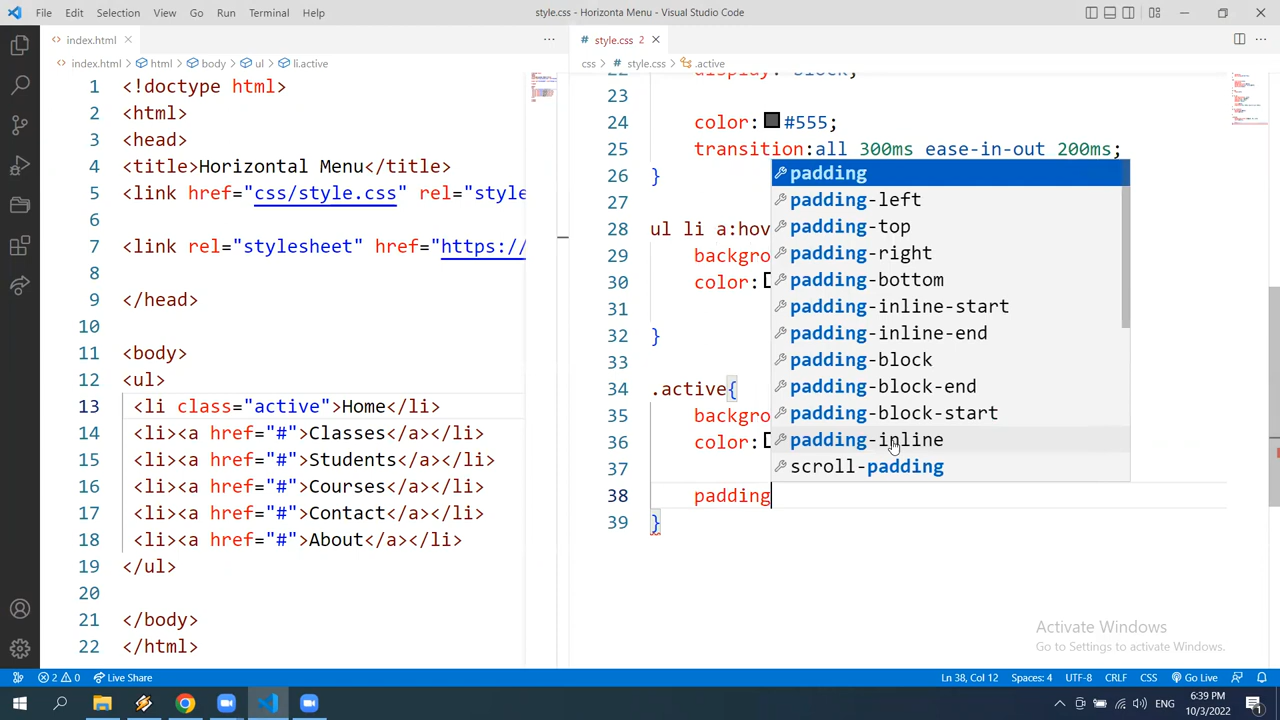 File Edit Selection View Go Run Terminal Help
style.css - Horizonta Menu - Visual Studio Code
index.html
style.css 2
index.html > html > body > ul > li.active
css > style.css > .active
1 <!doctype html>
2 <html>
3 <head>
4 <title>Horizontal Menu</title>
5 <link href="css/style.css" rel="style
6
7 <link rel="stylesheet" href="https://
8
9 </head>
10
11 <body>
12 <ul>
13 <li class="active">Home</li>
14 <li><a href="#">Classes</a></li>
15 <li><a href="#">Students</a></li>
16 <li><a href="#">Courses</a></li>
17 <li><a href="#">Contact</a></li>
18 <li><a href="#">About</a></li>
19 </ul>
20
21 </body>
22 </html>
display: block;
23
24 color: #555;
25 transition:all 300ms ease-in-out 200ms;
26 }
27
28 ul li a:hov
29 backgro
30 color:
31
32 }
33
34 .active{
35 backgro
36 color:
37
38 padding
39 }
padding
padding-left
padding-top
padding-right
padding-bottom
padding-inline-start
padding-inline-end
padding-block
padding-block-end
padding-block-start
padding-inline
scroll-padding
Activate Windows
Go to Settings to activate Windows.
2 0 Live Share
Ln 38, Col 12 Spaces: 4 UTF-8 CRLF CSS Go Live
ENG
6:39 PM
10/3/2022
1